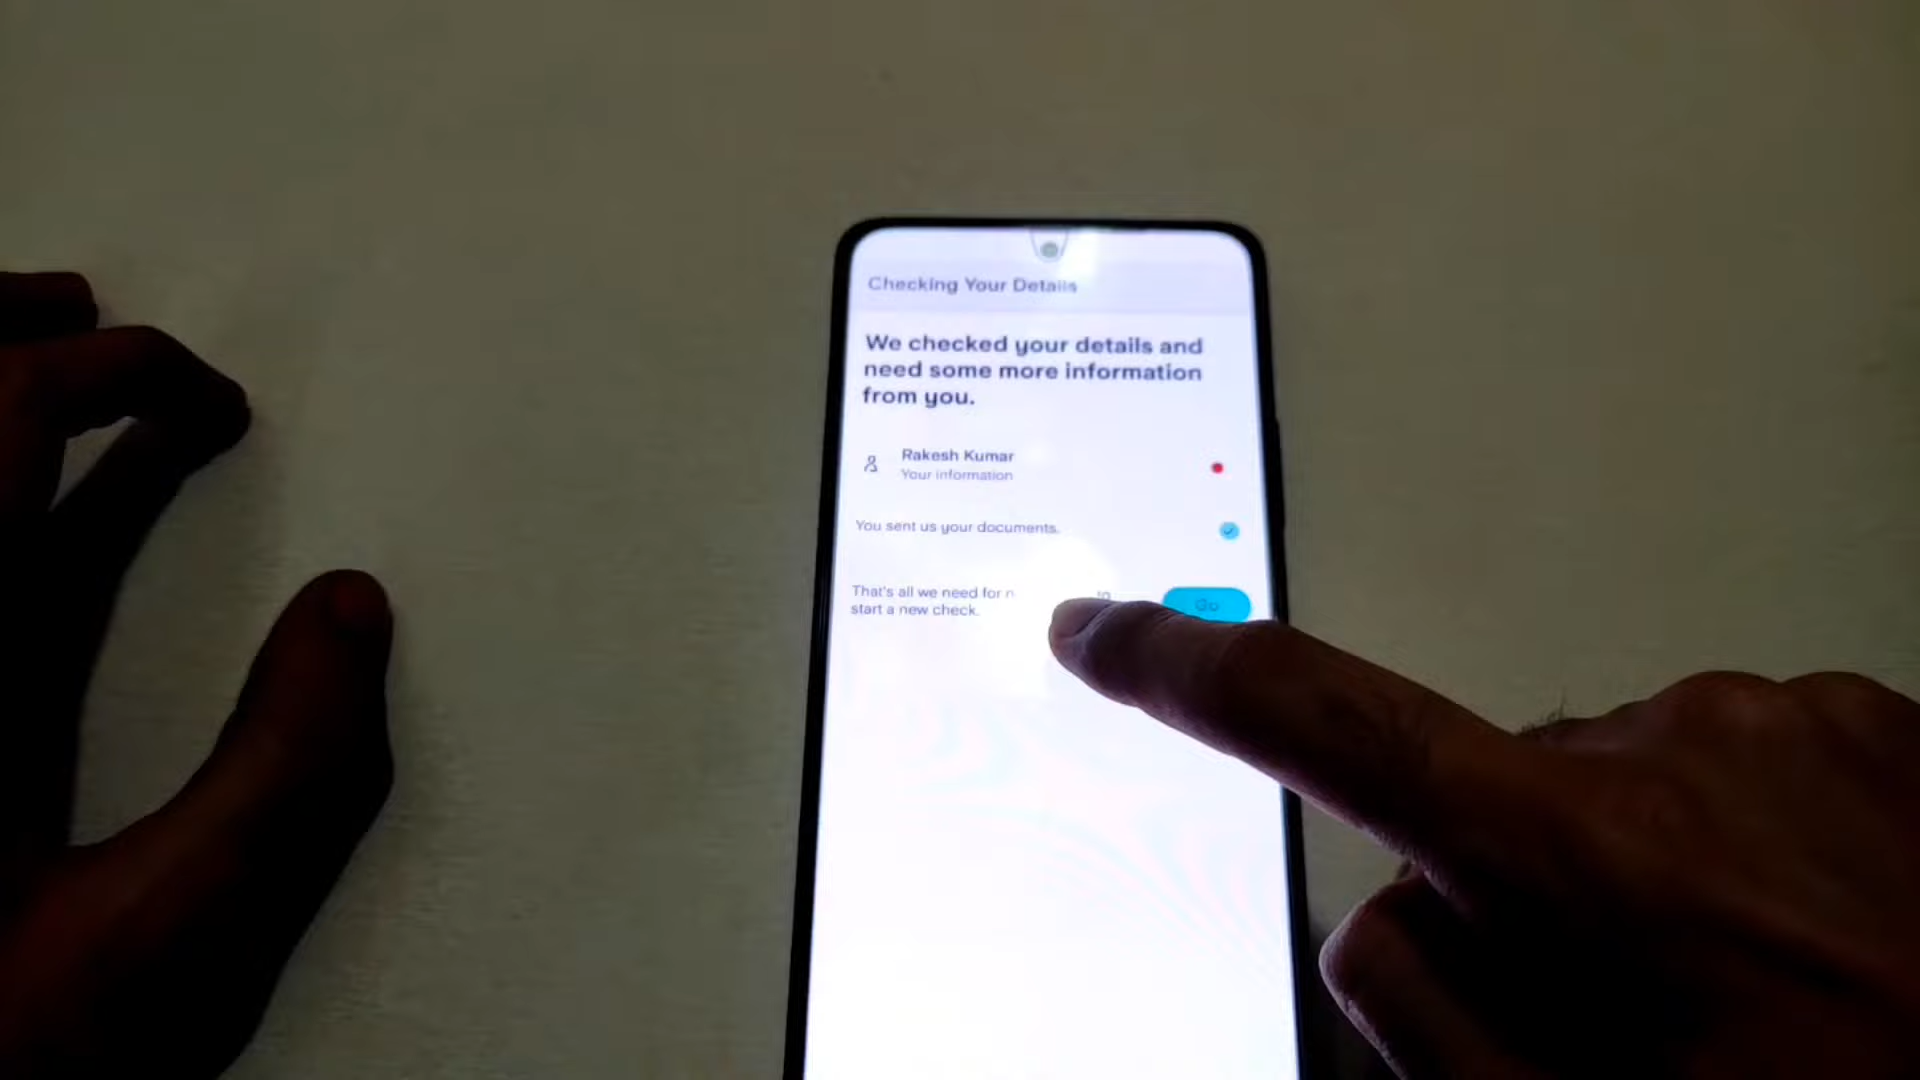 Checking Your Details
We checked your details and
need some more information
from you.
Rakesh Kumar
Your information
You sent us your documents.
That's all we need for
start a new check.
Go